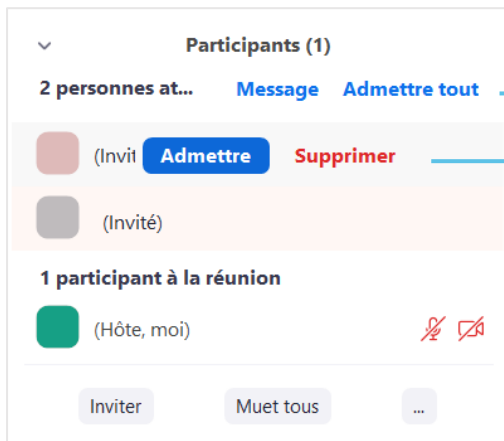 Participants (1)
2 personnes at... Message Admettre tout
(Invit Admettre Supprimer
(Invité)
1 participant à la réunion
(Hôte, moi)
Inviter Muet tous ...